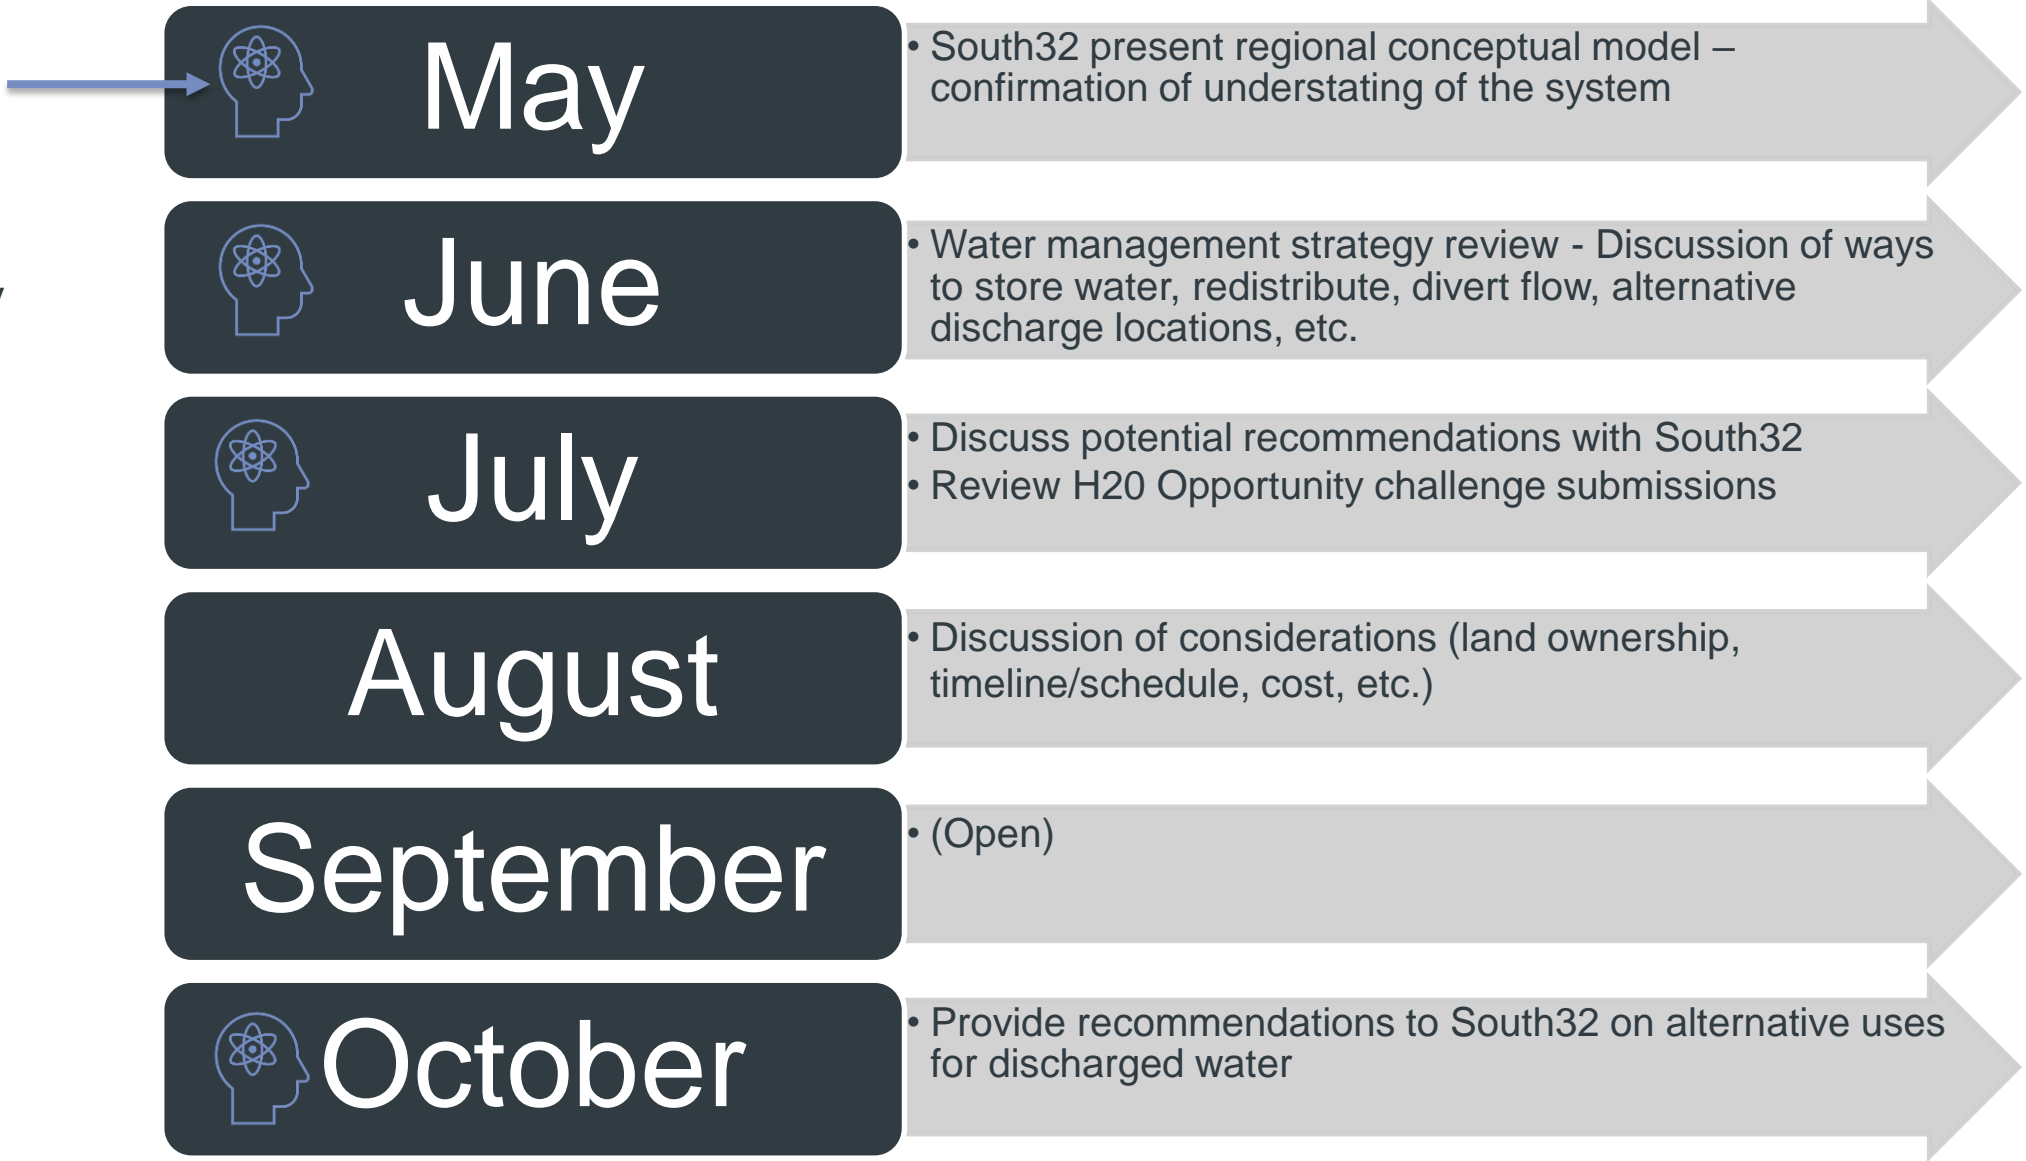 May
• South32 present regional conceptual model –
confirmation of understating of the system
June
• Water management strategy review - Discussion of ways
to store water, redistribute, divert flow, alternative
discharge locations, etc.
July
• Discuss potential recommendations with South32
• Review H20 Opportunity challenge submissions
August
• Discussion of considerations (land ownership,
timeline/schedule, cost, etc.)
September
• (Open)
October
• Provide recommendations to South32 on alternative uses
for discharged water